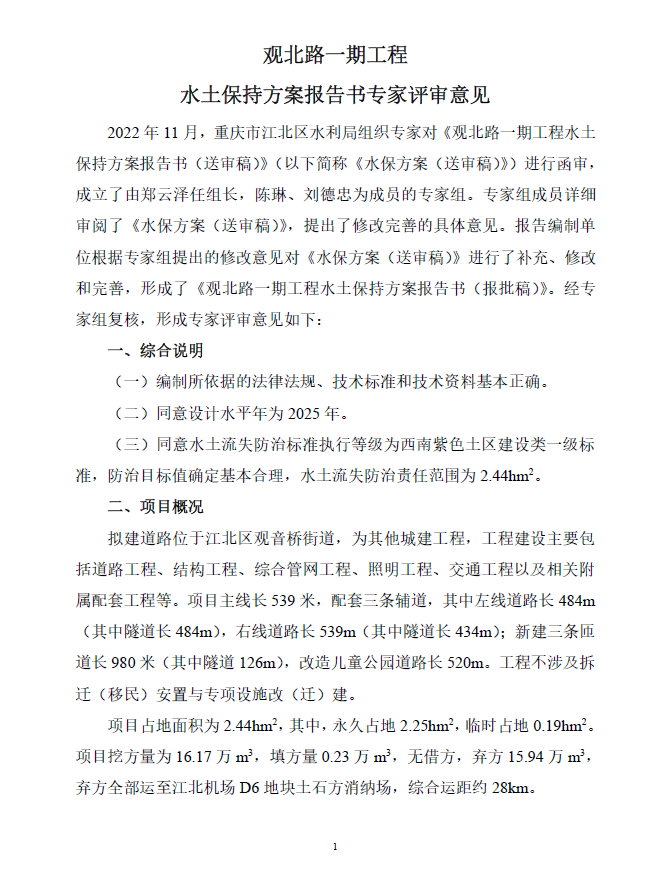 观北路一期工程
水土保持方案报告书专家评审意见
2022 年 11 月，重庆市江北区水利局组织专家对《观北路一期工程水土
保持方案报告书（送审稿）》（以下简称《水保方案（送审稿）》）进行函审，
成立了由郑云泽任组长，陈琳、刘德忠为成员的专家组。专家组成员详细
审阅了《水保方案（送审稿）》，提出了修改完善的具体意见。报告编制单
位根据专家组提出的修改意见对《水保方案（送审稿）》进行了补充、修改
和完善，形成了《观北路一期工程水土保持方案报告书（报批稿）》。经专
家组复核，形成专家评审意见如下：
一、综合说明
（一）编制所依据的法律法规、技术标准和技术资料基本正确。
（二）同意设计水平年为 2025 年。
（三）同意水土流失防治标准执行等级为西南紫色土区建设类一级标
准，防治目标值确定基本合理，水土流失防治责任范围为 2.44hm²。
二、项目概况
拟建道路位于江北区观音桥街道，为其他城建工程，工程建设主要包
括道路工程、结构工程、综合管网工程、照明工程、交通工程以及相关附
属配套工程等。项目主线长 539 米，配套三条辅道，其中左线道路长 484m
（其中隧道长 484m），右线道路长 539m（其中隧道长 434m）；新建三条匝
道长 980 米（其中隧道 126m），改造儿童公园道路长 520m。工程不涉及拆
迁（移民）安置与专项设施改（迁）建。
项目占地面积为 2.44hm²，其中，永久占地 2.25hm²，临时占地 0.19hm²。
项目挖方量为 16.17 万 m³，填方量 0.23 万 m³，无借方，弃方 15.94 万 m³，
弃方全部运至江北机场 D6 地块土石方消纳场，综合运距约 28km。
1